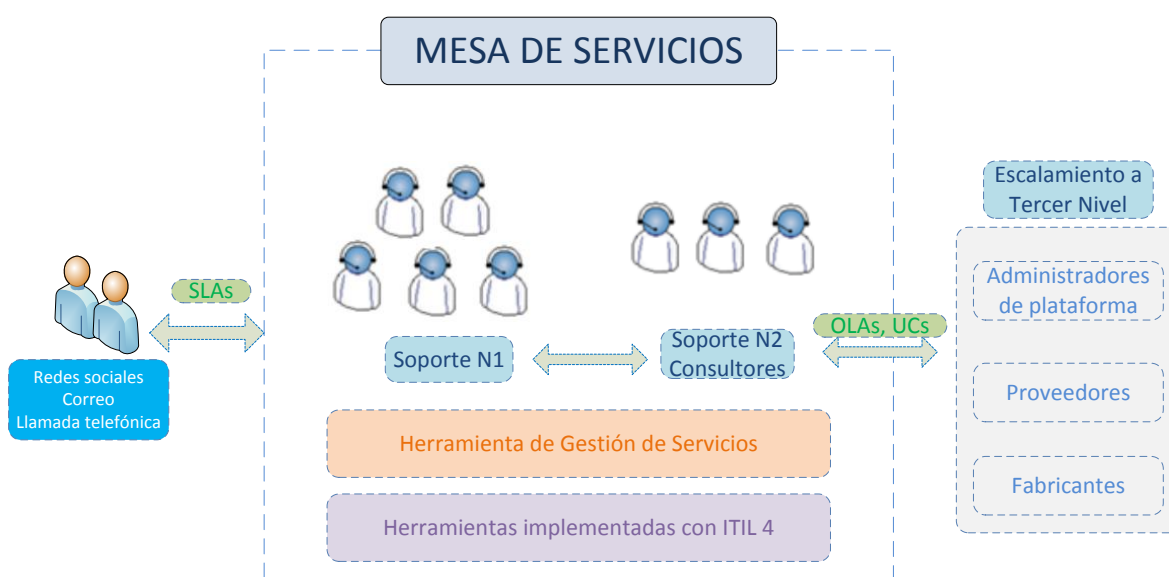 MESA DE SERVICIOS
SLAs
Redes sociales
Correo
Llamada telefónica
Soporte N1
Soporte N2
Consultores
Herramienta de Gestión de Servicios
Herramientas implementadas con ITIL 4
OLAs, UCs
Escalamiento a
Tercer Nivel
Administradores
de plataforma
Proveedores
Fabricantes